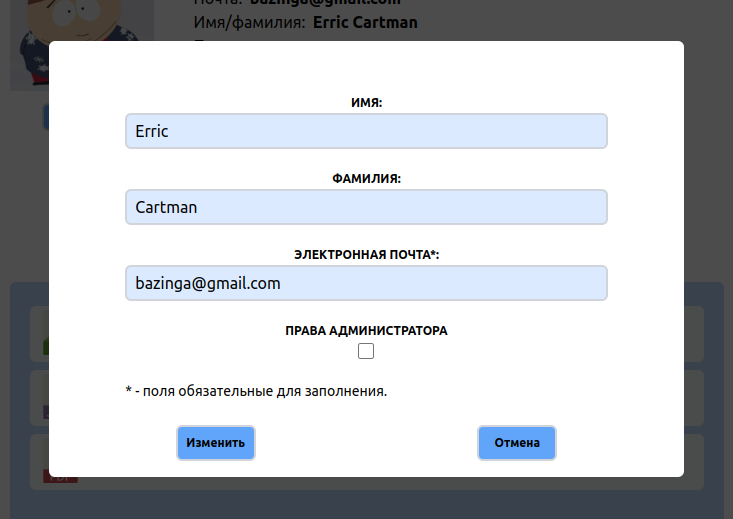 Почта: bazinga@gmail.com
Имя/фамилия: Erric Cartman
ИМЯ:
Erric
ФАМИЛИЯ:
Cartman
ЭЛЕКТРОННАЯ ПОЧТА*:
bazinga@gmail.com
ПРАВА АДМИНИСТРАТОРА
* - поля обязательные для заполнения.
Изменить
Отмена